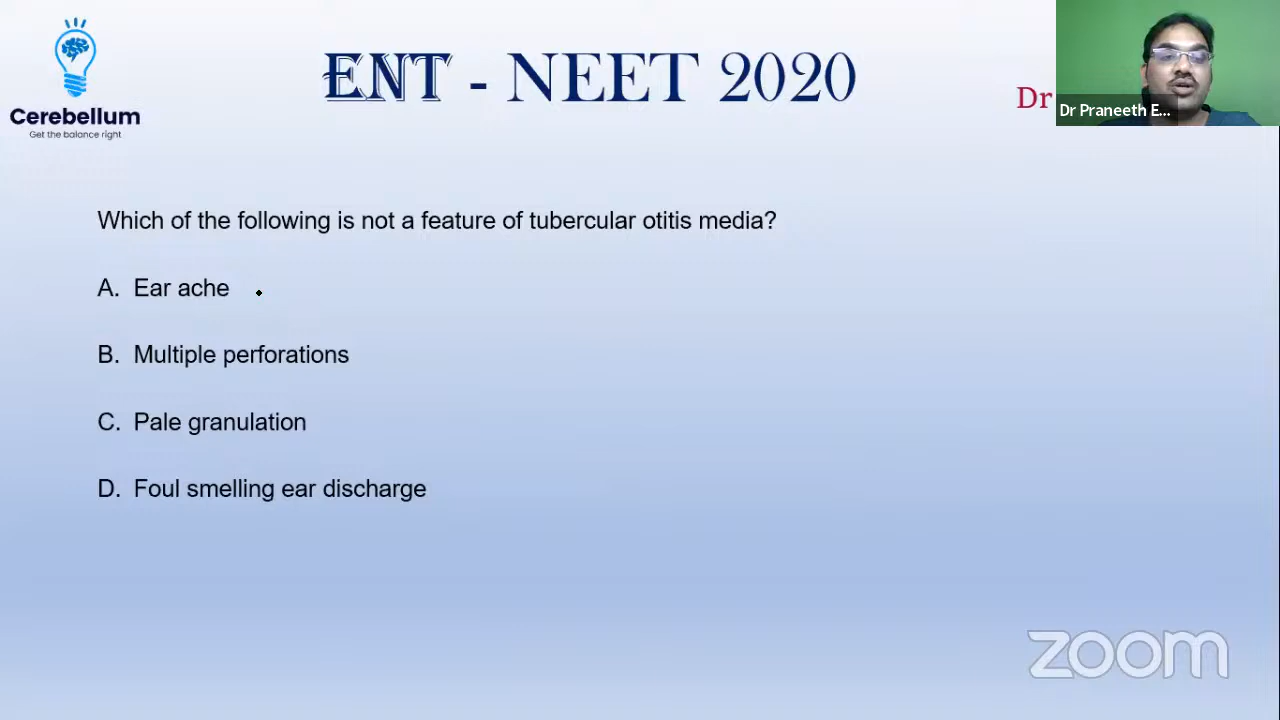 Cerebellum
Get the balance right
ENT - NEET 2020
Dr
Dr Praneeth E...
Which of the following is not a feature of tubercular otitis media?
A. Ear ache
B. Multiple perforations
C. Pale granulation
D. Foul smelling ear discharge
zoom